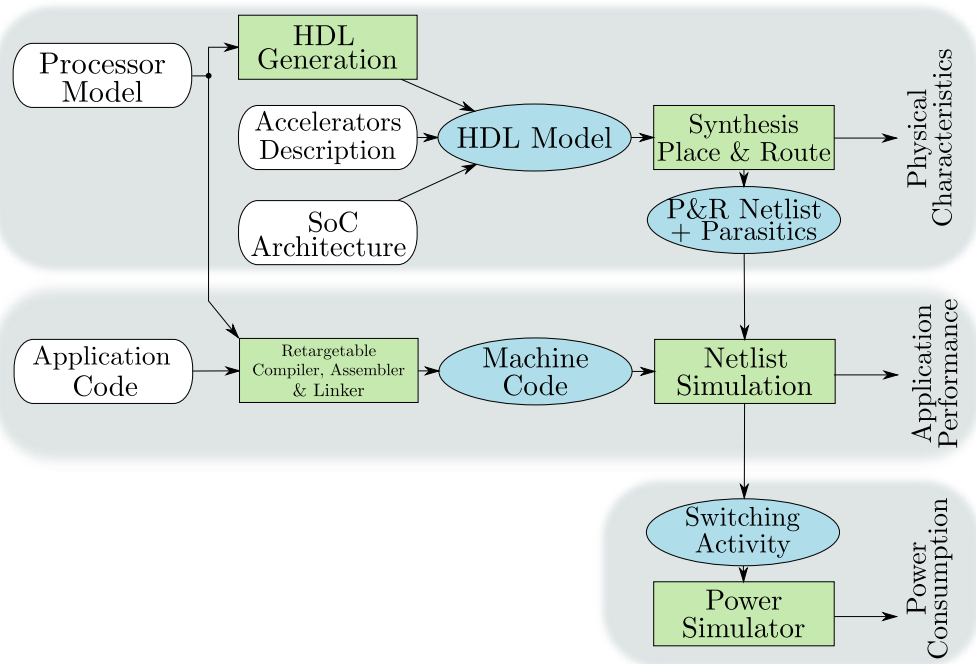 Processor
Model
HDL
Generation
Accelerators
Description
SoC
Architecture
HDL Model
Synthesis
Place & Route
P&R Netlist
+ Parasitics
Physical
Characteristics
Application
Code
Retargetable
Compiler, Assembler
& Linker
Machine
Code
Netlist
Simulation
Application
Performance
Switching
Activity
Power
Simulator
Power
Consumption